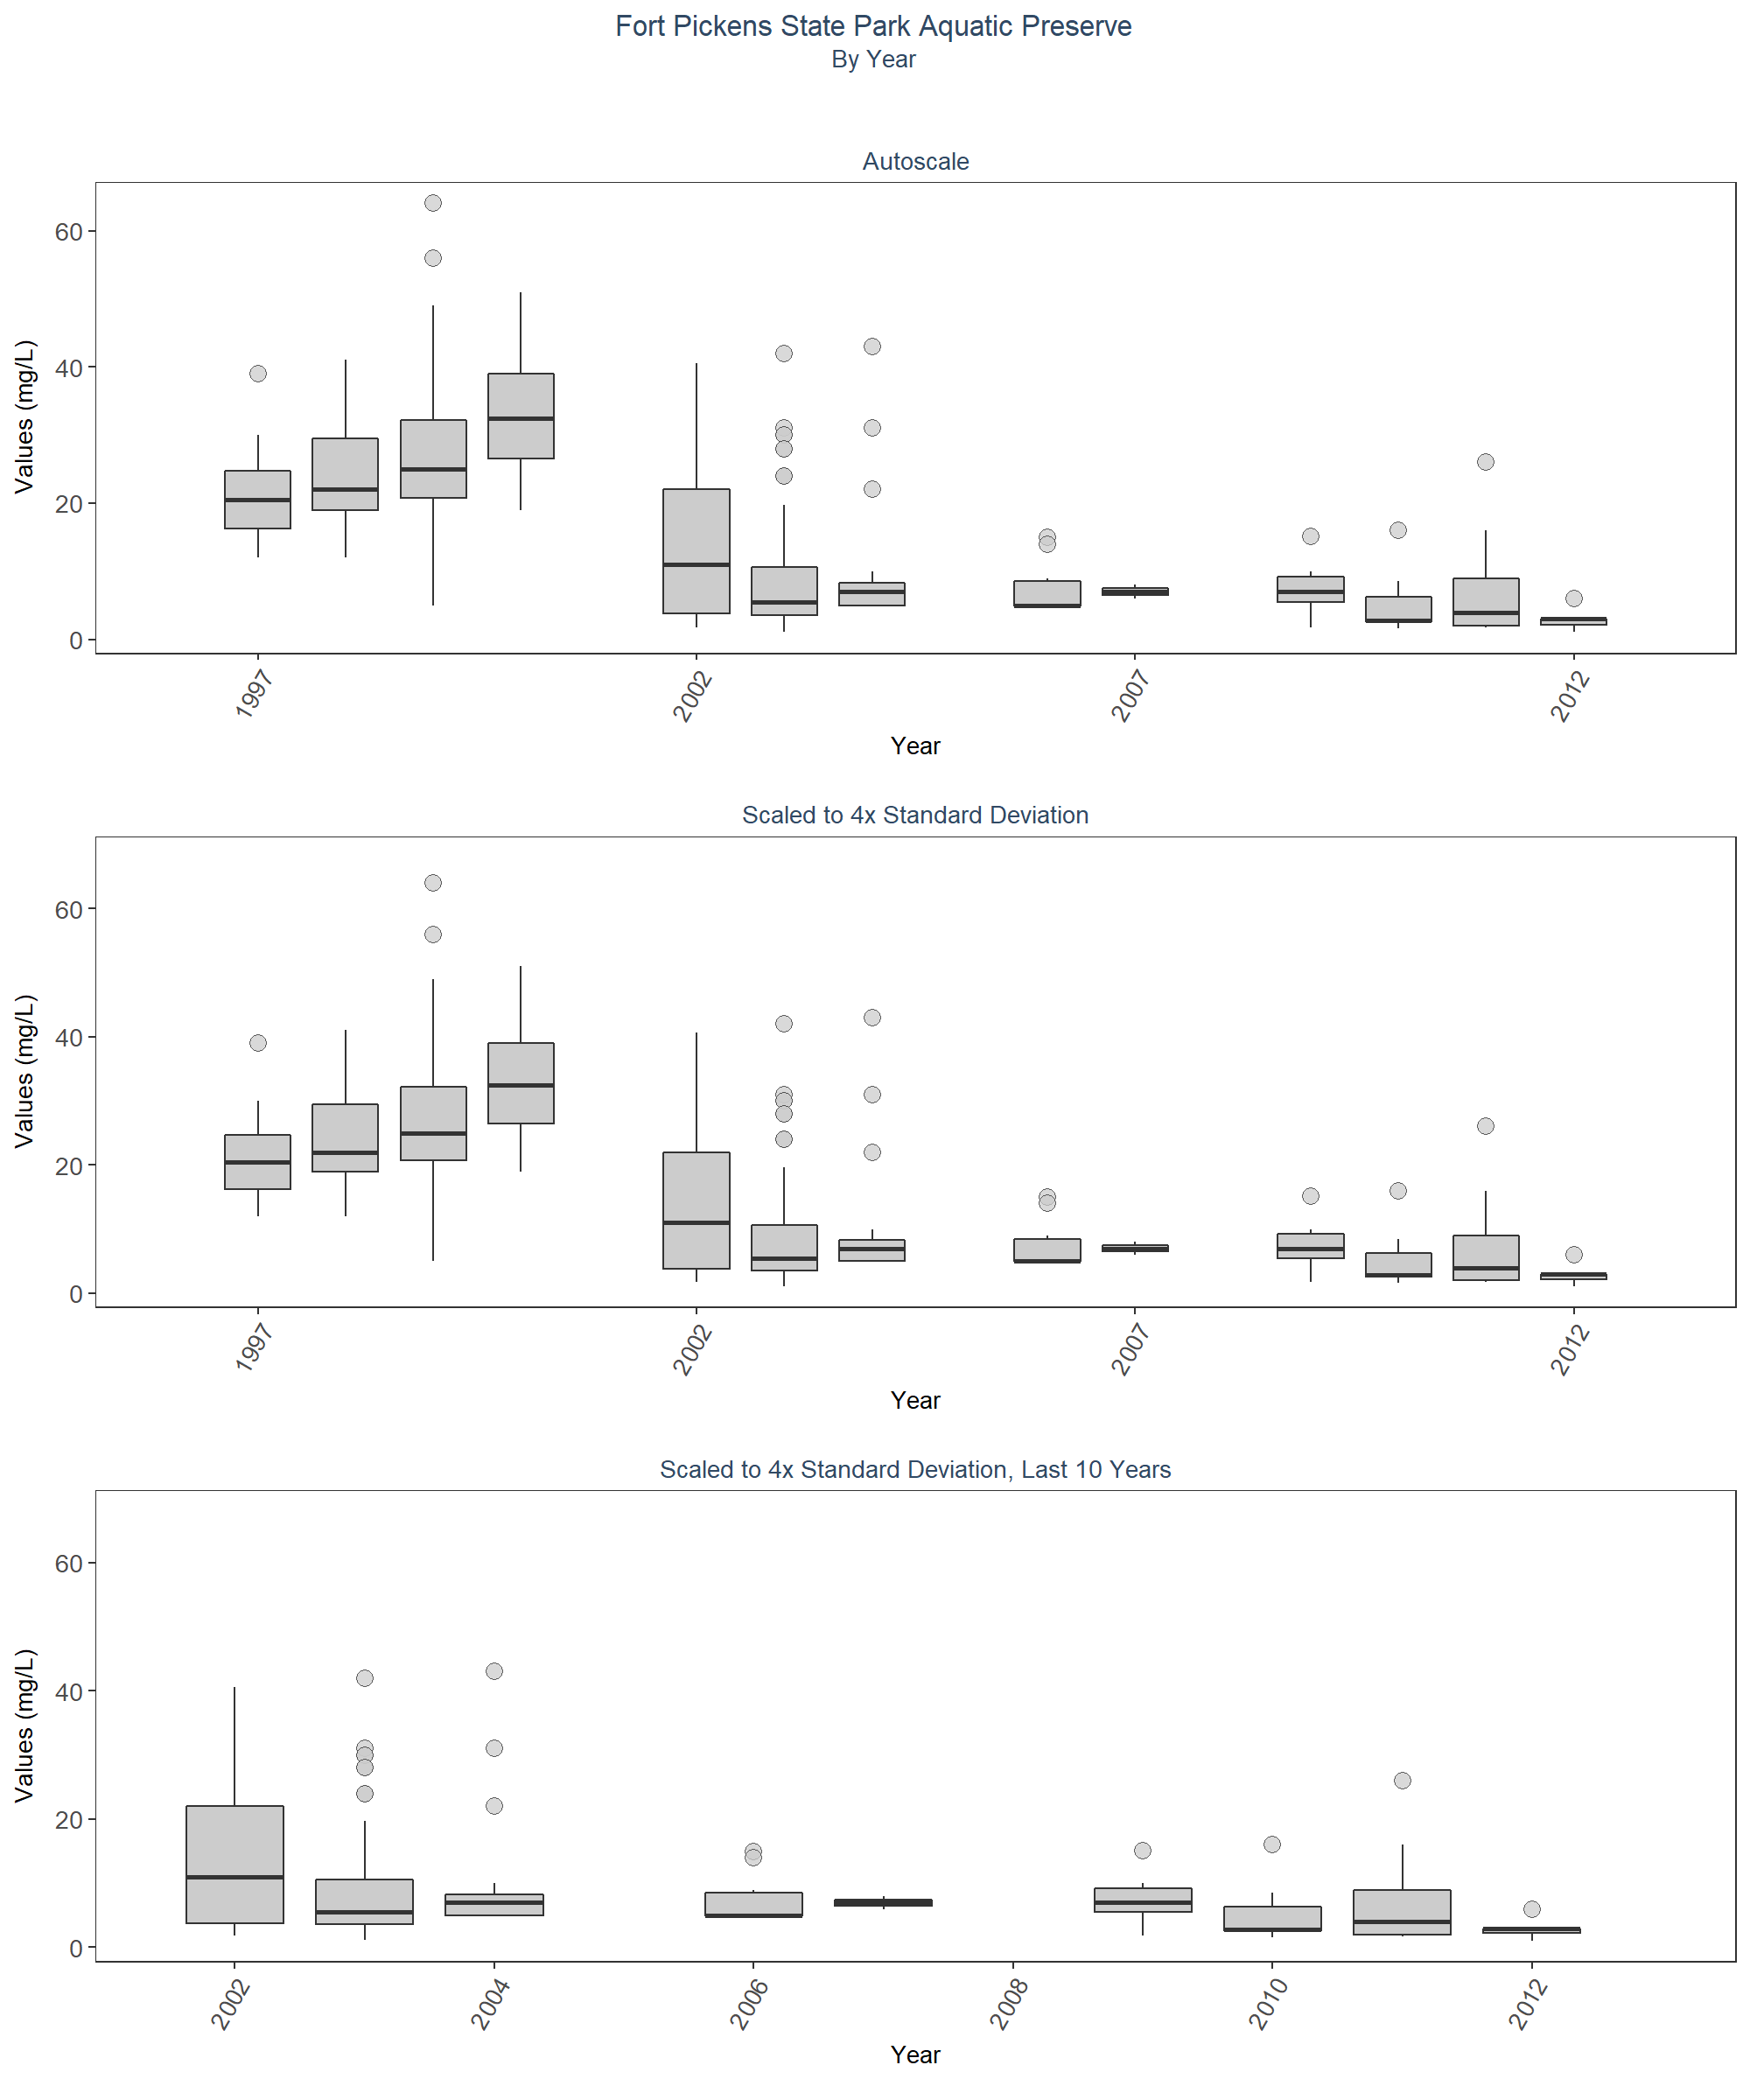 Fort Pickens State Park Aquatic Preserve
By Year
Autoscale
Values (mg/L)
60
40
20
0
1997
2002
2007
2012
Year
Scaled to 4x Standard Deviation
Values (mg/L)
60
40
20
0
1997
2002
2007
2012
Year
Scaled to 4x Standard Deviation, Last 10 Years
Values (mg/L)
60
40
20
0
2002
2004
2006
2008
2010
2012
Year